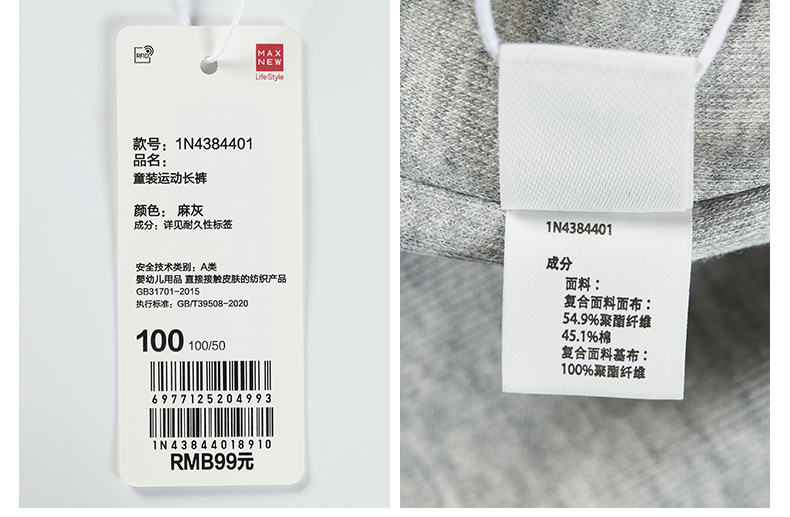 RFID
MAX
NEW
Life·Style
款号：1N4384401
品名：
童装运动长裤
颜色：麻灰
成分：详见耐久性标签
安全技术类别：A类
婴幼儿用品 直接接触皮肤的纺织产品
GB31701-2015
执行标准：GB/T39508-2020
100 100/50
6977125204993
1N43844018910
RMB99元
1N4384401
成分
面料：
复合面料面布：
54.9%聚酯纤维
45.1%棉
复合面料基布：
100%聚酯纤维